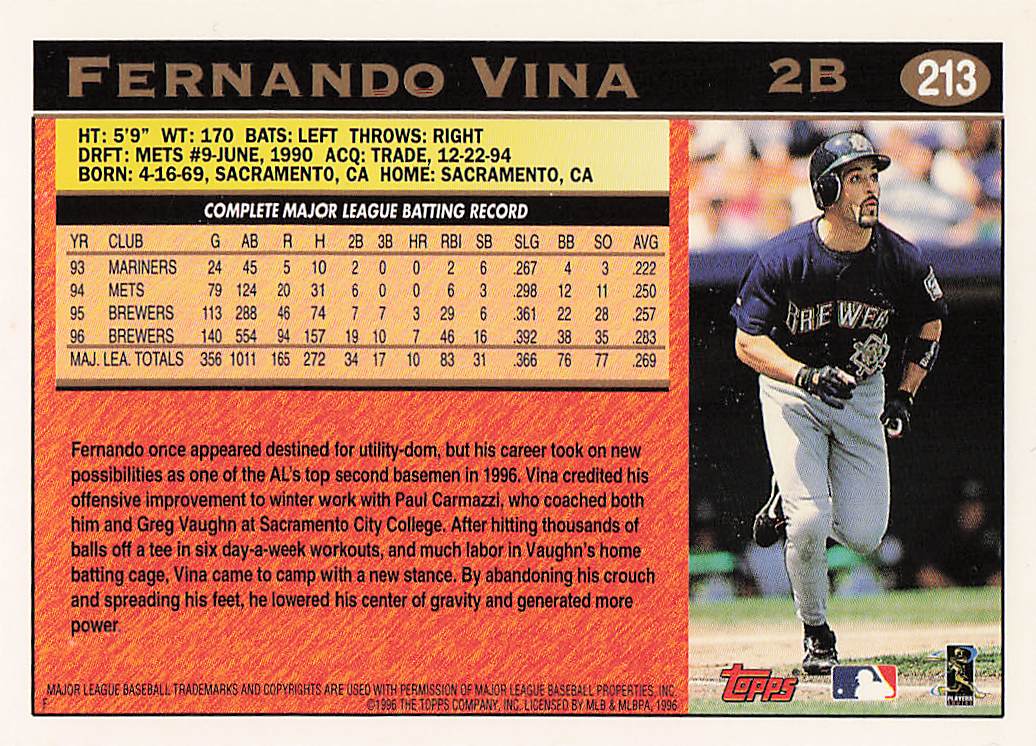 FERNANDO VINA 2B 213
HT: 5'9" WT: 170 BATS: LEFT THROWS: RIGHT
DRFT: METS #9-JUNE, 1990 ACQ: TRADE, 12-22-94
BORN: 4-16-69, SACRAMENTO, CA HOME: SACRAMENTO, CA
COMPLETE MAJOR LEAGUE BATTING RECORD
YR CLUB G AB R H 2B 3B HR RBI SB SLG BB SO AVG
93 MARINERS 24 45 5 10 2 0 0 2 6 .267 4 3 .222
94 METS 79 124 20 31 6 0 0 6 3 .298 12 11 .250
95 BREWERS 113 288 46 74 7 7 3 29 6 .361 22 28 .257
96 BREWERS 140 554 94 157 19 10 7 46 16 .392 38 35 .283
MAJ. LEA. TOTALS 356 1011 165 272 34 17 10 83 31 .366 76 77 .269
Fernando once appeared destined for utility-dom, but his career took on new
possibilities as one of the AL's top second basemen in 1996. Vina credited his
offensive improvement to winter work with Paul Carmazzi, who coached both
him and Greg Vaughn at Sacramento City College. After hitting thousands of
balls off a tee in six day-a-week workouts, and much labor in Vaughn's home
batting cage, Vina came to camp with a new stance. By abandoning his crouch
and spreading his feet, he lowered his center of gravity and generated more
power.
MAJOR LEAGUE BASEBALL TRADEMARKS AND COPYRIGHTS ARE USED WITH PERMISSION OF MAJOR LEAGUE BASEBALL PROPERTIES, INC.
F ©1996 THE TOPPS COMPANY, INC. LICENSED BY MLB & MLBPA, 1996
BREWER
Topps
PLAYERS